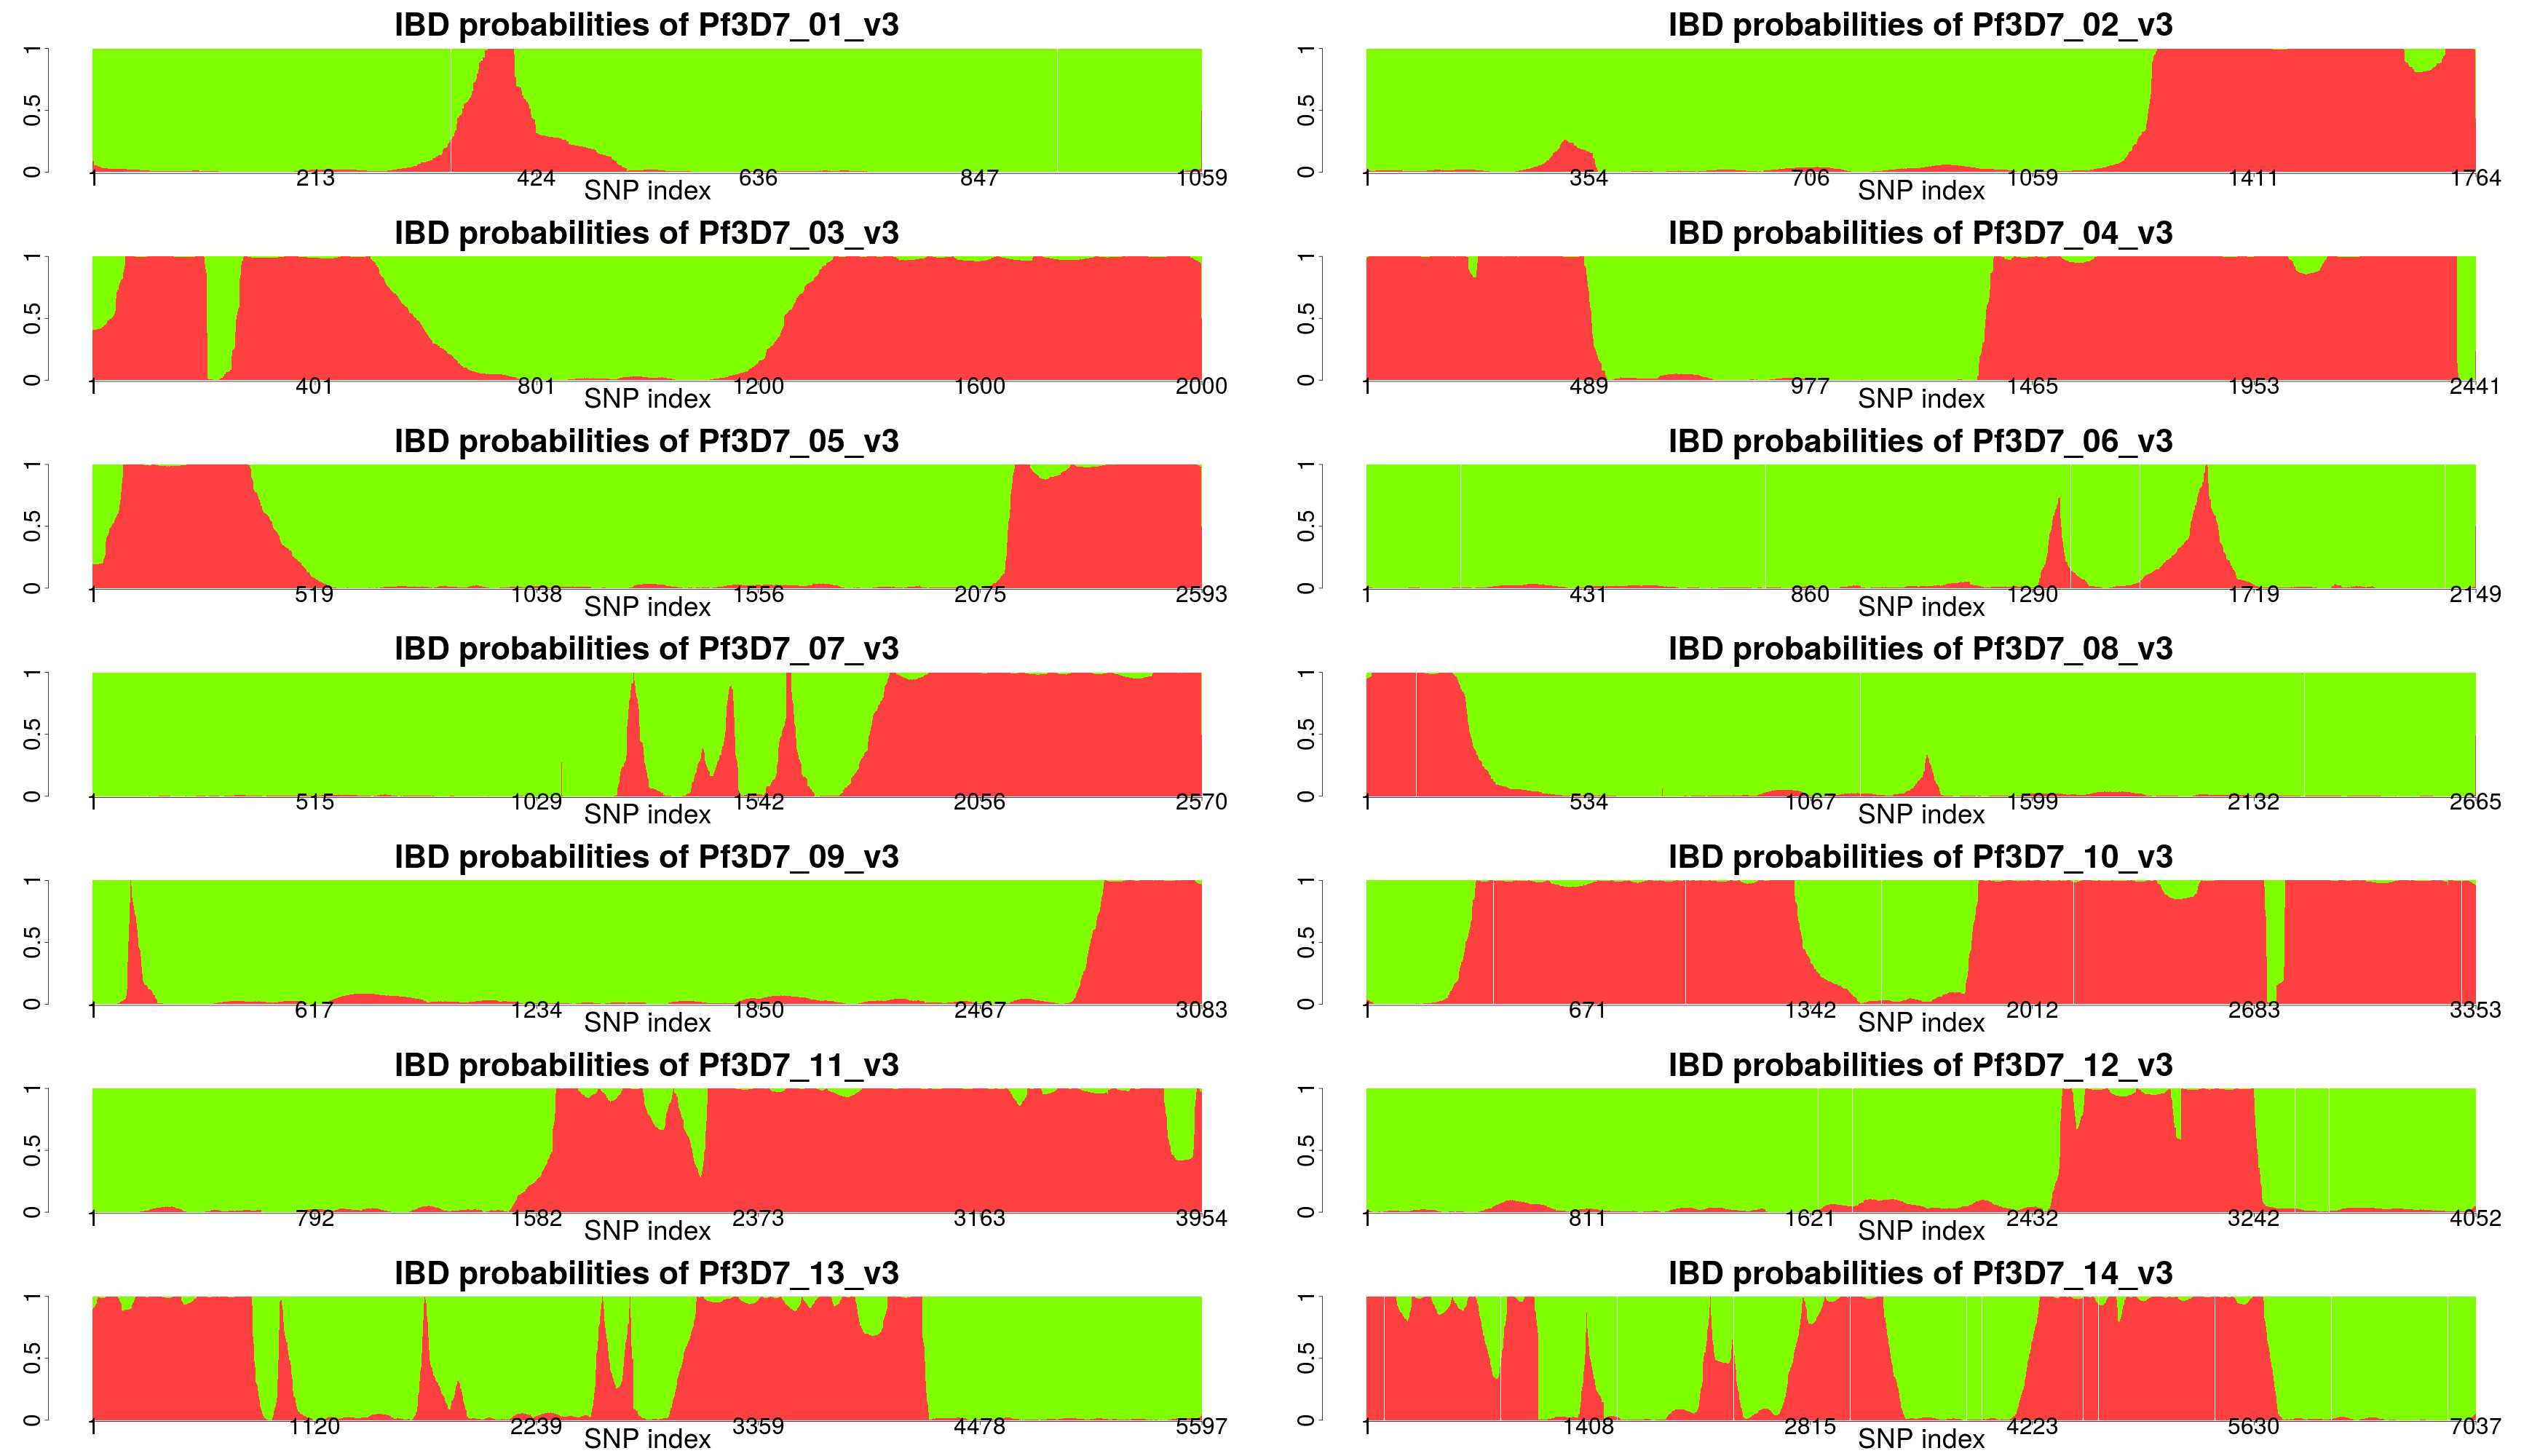 IBD probabilities of Pf3D7_01_v3
1
0.5
0
1 213 424 636 847 1059
SNP index
IBD probabilities of Pf3D7_02_v3
1
0.5
0
1 354 706 1059 1411 1764
SNP index
IBD probabilities of Pf3D7_03_v3
1
0.5
0
1 401 801 1200 1600 2000
SNP index
IBD probabilities of Pf3D7_04_v3
1
0.5
0
1 489 977 1465 1953 2441
SNP index
IBD probabilities of Pf3D7_05_v3
1
0.5
0
1 519 1038 1556 2075 2593
SNP index
IBD probabilities of Pf3D7_06_v3
1
0.5
0
1 431 860 1290 1719 2149
SNP index
IBD probabilities of Pf3D7_07_v3
1
0.5
0
1 515 1029 1542 2056 2570
SNP index
IBD probabilities of Pf3D7_08_v3
1
0.5
0
1 534 1067 1599 2132 2665
SNP index
IBD probabilities of Pf3D7_09_v3
1
0.5
0
1 617 1234 1850 2467 3083
SNP index
IBD probabilities of Pf3D7_10_v3
1
0.5
0
1 671 1342 2012 2683 3353
SNP index
IBD probabilities of Pf3D7_11_v3
1
0.5
0
1 792 1582 2373 3163 3954
SNP index
IBD probabilities of Pf3D7_12_v3
1
0.5
0
1 811 1621 2432 3242 4052
SNP index
IBD probabilities of Pf3D7_13_v3
1
0.5
0
1 1120 2239 3359 4478 5597
SNP index
IBD probabilities of Pf3D7_14_v3
1
0.5
0
1 1408 2815 4223 5630 7037
SNP index